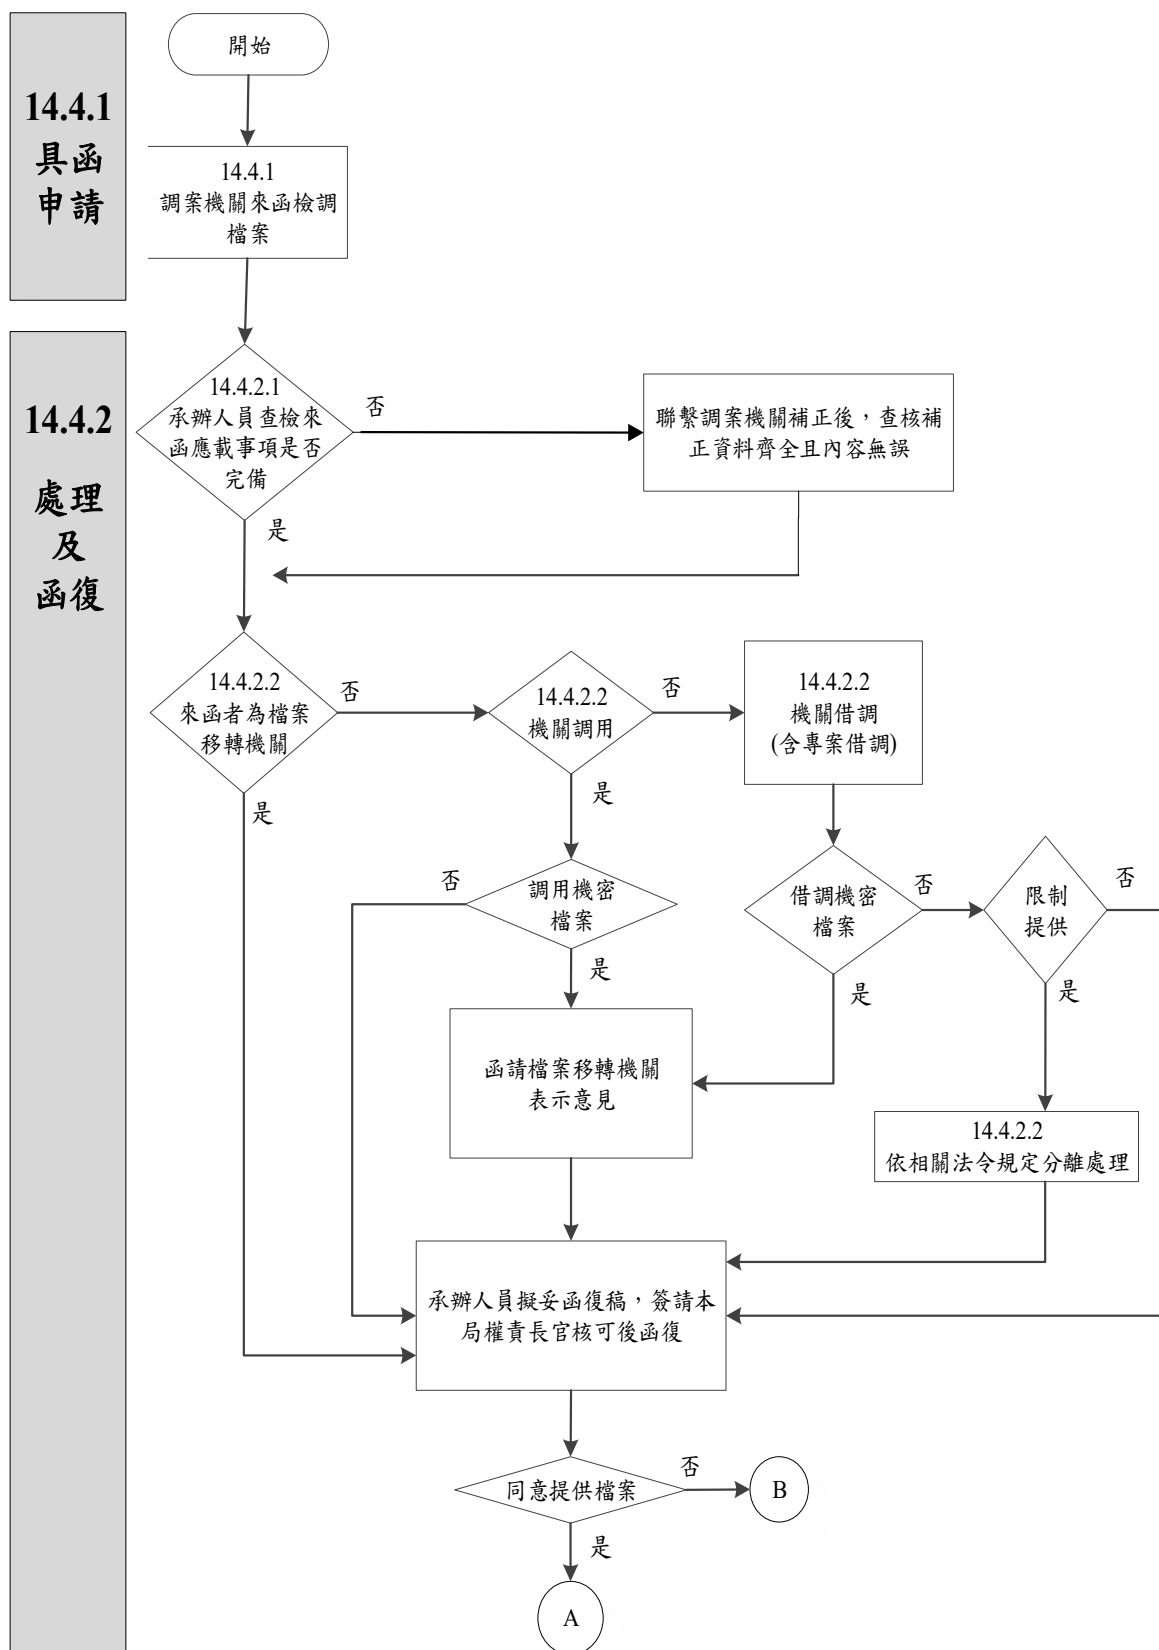 14.4.1
具函
申請
開始
14.4.1
調案機關來函檢調
檔案
14.4.2
處理
及
函復
14.4.2.1
承辦人員查檢來
函應載事項是否
完備
否
是
聯繫調案機關補正後，查核補
正資料齊全且內容無誤
14.4.2.2
來函者為檔案
移轉機關
否
是
14.4.2.2
機關調用
否
是
14.4.2.2
機關借調
(含專案借調)
調用機密
檔案
否
是
借調機密
檔案
否
是
限制
提供
否
是
函請檔案移轉機關
表示意見
14.4.2.2
依相關法令規定分離處理
承辦人員擬妥函復稿，簽請本
局權責長官核可後函復
同意提供檔案
否
是
B
A